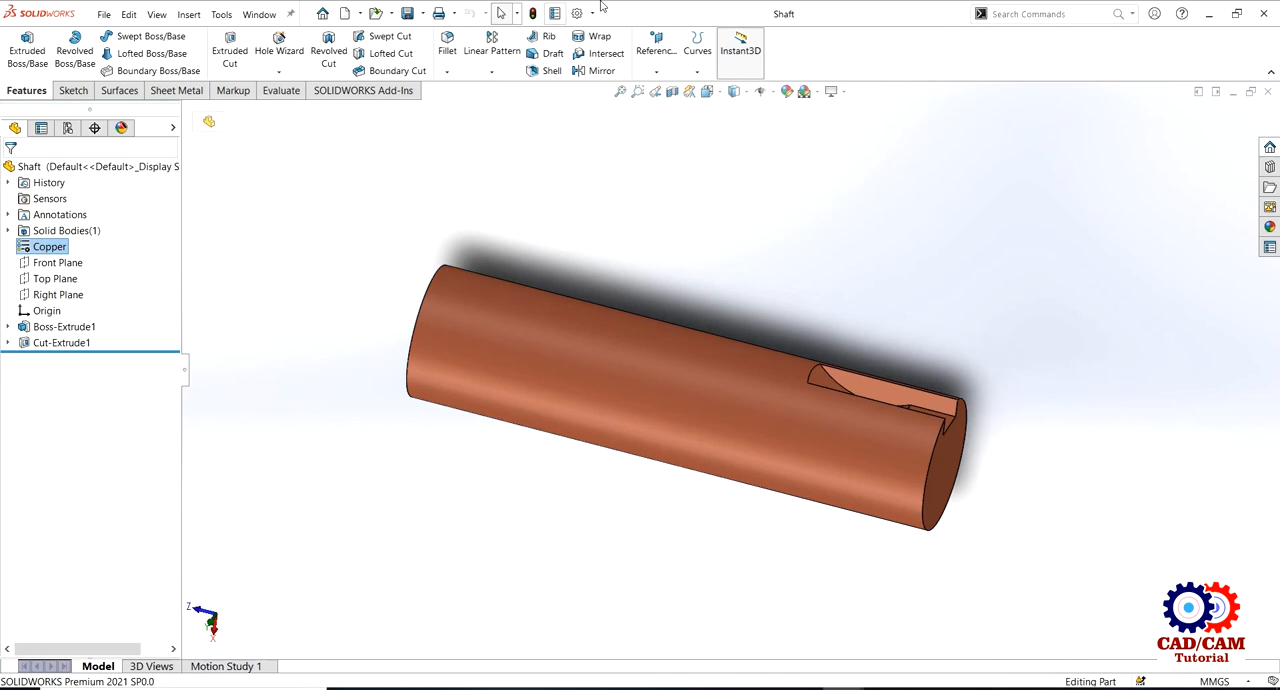 SOLIDWORKS
File
Edit
View
Insert
Tools
Window
Shaft
Search Commands
Extruded Boss/Base
Revolved Boss/Base
Swept Boss/Base
Lofted Boss/Base
Boundary Boss/Base
Extruded Cut
Hole Wizard
Revolved Cut
Swept Cut
Lofted Cut
Boundary Cut
Fillet
Linear Pattern
Rib
Draft
Shell
Wrap
Intersect
Mirror
Referenc...
Curves
Instant3D
Features
Sketch
Surfaces
Sheet Metal
Markup
Evaluate
SOLIDWORKS Add-Ins
Shaft (Default<<Default>_Display S
History
Sensors
Annotations
Solid Bodies(1)
Copper
Front Plane
Top Plane
Right Plane
Origin
Boss-Extrude1
Cut-Extrude1
Z
Y
X
CAD/CAM
Tutorial
Model
3D Views
Motion Study 1
SOLIDWORKS Premium 2021 SP0.0
Editing Part
MMGS